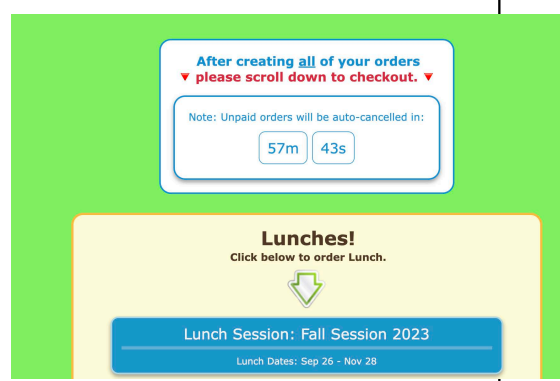 After creating all of your orders
please scroll down to checkout.
Note: Unpaid orders will be auto-cancelled in:
57m 43s
Lunches!
Click below to order Lunch.
Lunch Session: Fall Session 2023
Lunch Dates: Sep 26 - Nov 28